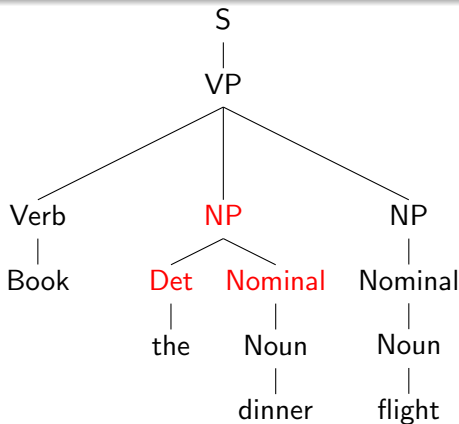 S
VP
Verb NP NP
Book Det Nominal Nominal
the Noun Noun
dinner flight